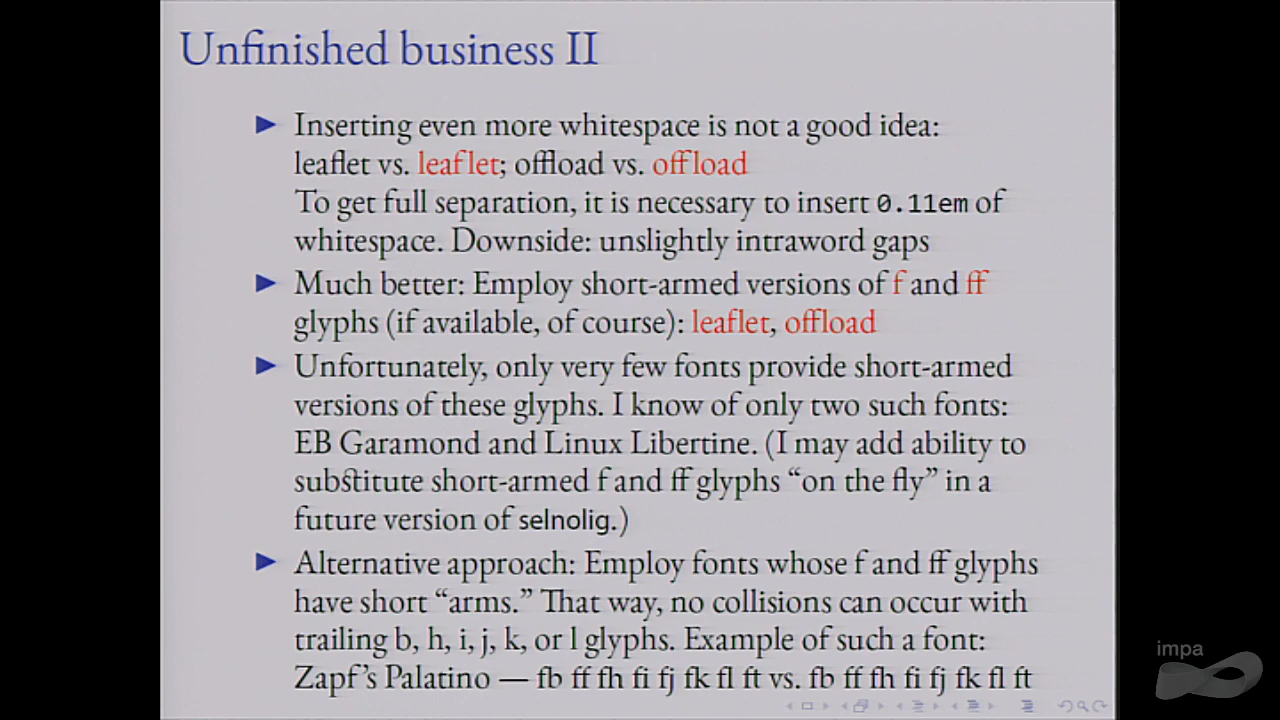 Unfinished business II
Inserting even more whitespace is not a good idea:
leaflet vs. leaflet; offload vs. offload
To get full separation, it is necessary to insert 0.11em of
whitespace. Downside: unslightly intraword gaps
Much better: Employ short-armed versions of f and ff
glyphs (if available, of course): leaflet, offload
Unfortunately, only very few fonts provide short-armed
versions of these glyphs. I know of only two such fonts:
EB Garamond and Linux Libertine. (I may add ability to
substitute short-armed f and ff glyphs “on the fly” in a
future version of selnolig.)
Alternative approach: Employ fonts whose f and ff glyphs
have short “arms.” That way, no collisions can occur with
trailing b, h, i, j, k, or l glyphs. Example of such a font:
Zapf’s Palatino — fb ff fh fi fj fk fl ft vs. fb ff fh fi fj fk fl ft
impa